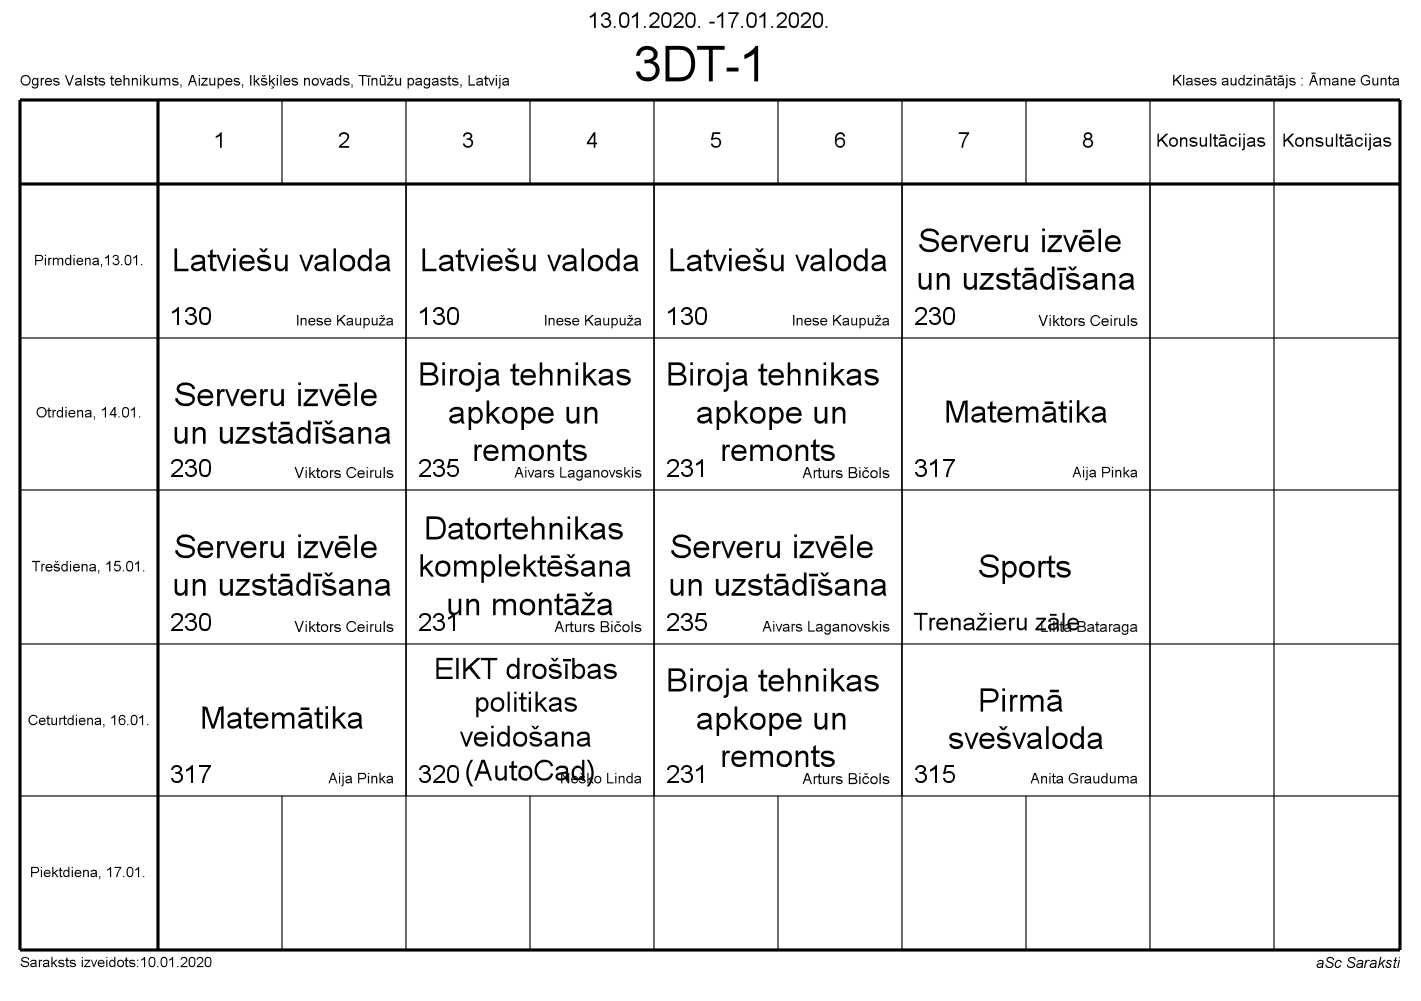 13.01.2020. -17.01.2020.
3DT-1
Ogres Valsts tehnikums, Aizupes, Ikšķiles novads, Tīnūžu pagasts, Latvija
Klases audzinātājs : Āmane Gunta
1 2 3 4 5 6 7 8 Konsultācijas Konsultācijas
Pirmdiena,13.01.
Latviešu valoda
130 Inese Kaupuža
Latviešu valoda
130 Inese Kaupuža
Latviešu valoda
130 Inese Kaupuža
Serveru izvēle
un uzstādīšana
230 Viktors Ceiruls
Otrdiena, 14.01.
Serveru izvēle
un uzstādīšana
230 Viktors Ceiruls
Biroja tehnikas
apkope un
remonts
235 Aivars Laganovskis
Biroja tehnikas
apkope un
remonts
231 Arturs Bičols
Matemātika
317 Aija Pinka
Trešdiena, 15.01.
Serveru izvēle
un uzstādīšana
230 Viktors Ceiruls
Datortehnikas
komplektēšana
un montāža
231 Arturs Bičols
Serveru izvēle
un uzstādīšana
235 Aivars Laganovskis
Sports
Trenažieru zāle Bataraga
Ceturtdiena, 16.01.
Matemātika
317 Aija Pinka
EIKT drošības
politikas
veidošana
(AutoCad)
320 Linda
Biroja tehnikas
apkope un
remonts
231 Arturs Bičols
Pirmā
svešvaloda
315 Anita Grauduma
Piektdiena, 17.01.
Saraksts izveidots:10.01.2020
aSc Saraksti